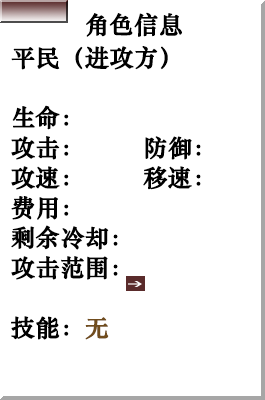 角色信息
平民（进攻方）
生命：
攻击： 防御：
攻速： 移速：
费用：
剩余冷却：
攻击范围：
技能：无